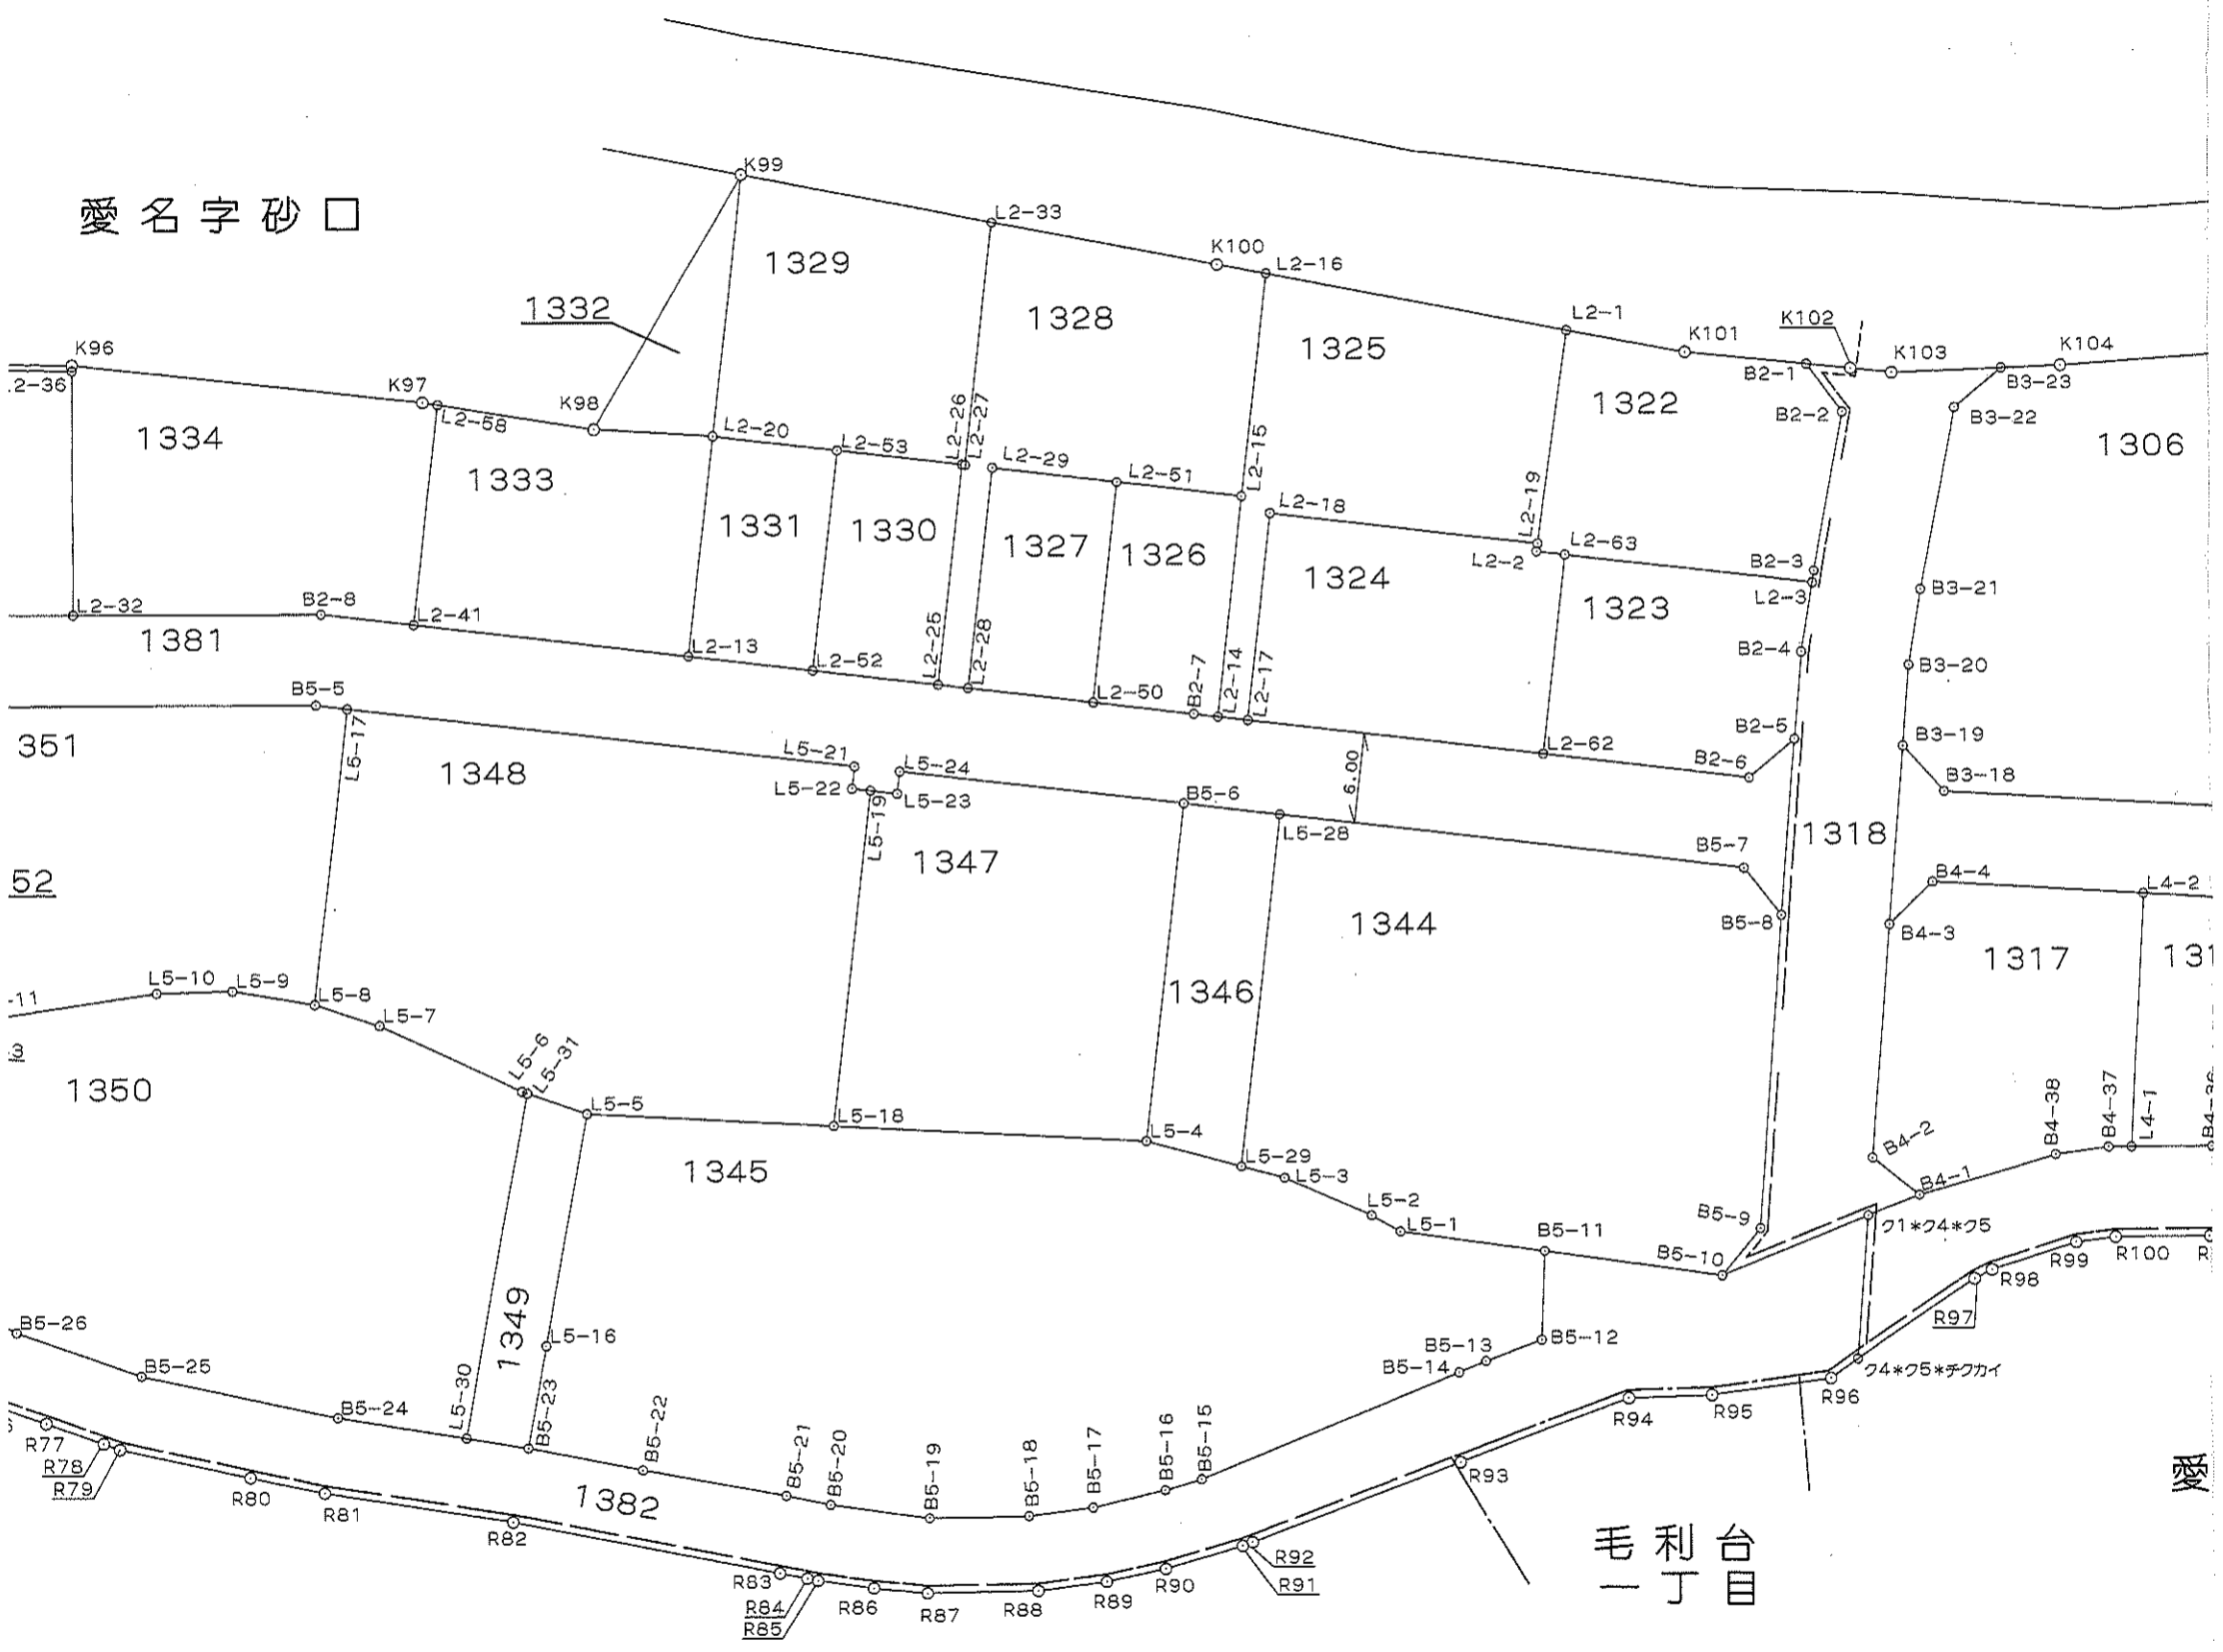 愛名字砂口
K99
L2-33
K100
L2-16
1329
1328
1332
1325
L2-1
K101
K102
K103
K104
B2-1
B3-23
B2-2
B3-22
K96
L2-36
K97
L2-58
K98
1334
1333
L2-20
L2-53
L2-26
L2-27
L2-29
L2-51
L2-15
1322
1306
L2-18
L2-19
L2-2
L2-63
B2-3
L2-3
B3-21
1331
1330
1327
1326
1324
1323
L2-32
B2-8
L2-41
1381
L2-13
L2-52
L2-25
L2-28
L2-50
B2-7
L2-14
L2-17
B2-4
B3-20
B2-5
B3-19
L2-62
B2-6
B3-18
B5-5
L5-17
351
1348
L5-21
L5-24
L5-22
L5-19
L5-23
B5-6
6.00
L5-28
1318
B5-7
1347
52
B4-4
L4-2
1344
B5-8
B4-3
1317
131
L5-10
L5-9
L5-8
-11
L5-7
1346
3
L5-6
L5-31
1350
L5-5
L5-18
L5-4
B4-38
B4-37
L4-1
B4-36
B4-2
1345
L5-29
L5-3
L5-2
L5-1
B4-1
B5-9
ク1*ク4*ク5
B5-11
B5-10
R99
R100
R
R98
R97
1349
B5-26
L5-16
B5-12
B5-13
B5-14
B5-25
ク4*ク5*チクカイ
R96
L5-30
B5-23
B5-24
B5-22
R94
R95
B5-21
B5-20
B5-19
B5-18
B5-17
B5-16
B5-15
R77
R78
R79
R80
R81
R82
1382
R93
愛
R83
R84
R85
R86
R87
R88
R89
R90
R92
R91
毛利台
一丁目